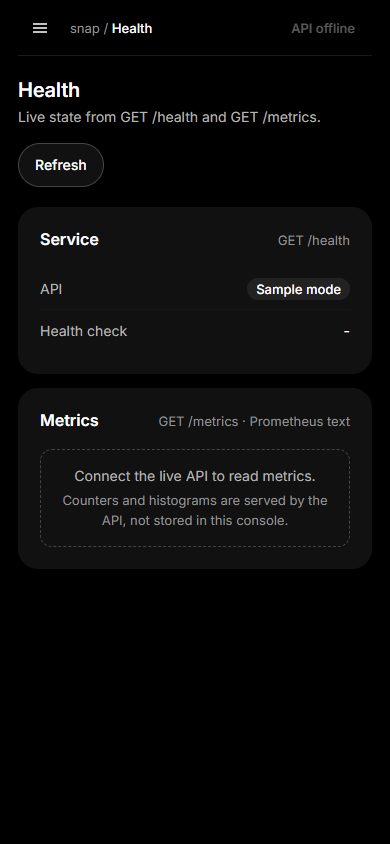 snap / Health
API offline
Health
Live state from GET /health and GET /metrics.
Refresh
Service
GET /health
API
Sample mode
Health check
-
Metrics
GET /metrics · Prometheus text
Connect the live API to read metrics.
Counters and histograms are served by the
API, not stored in this console.